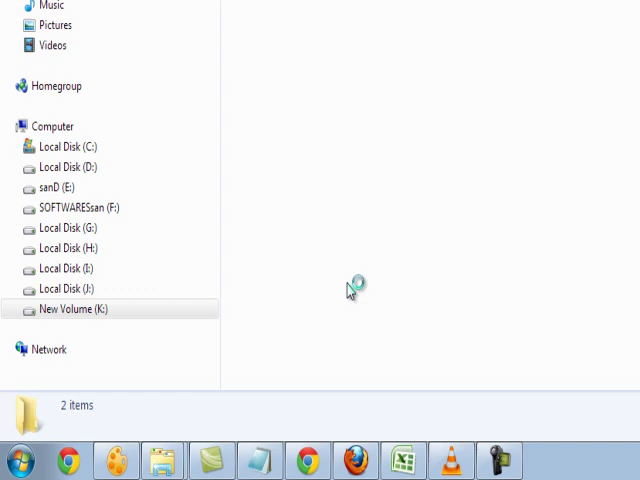 Music
Pictures
Videos
Homegroup
Computer
Local Disk (C:)
Local Disk (D:)
sanD (E:)
SOFTWARESsan (F:)
Local Disk (G:)
Local Disk (H:)
Local Disk (I:)
Local Disk (J:)
New Volume (K:)
Network
2 items